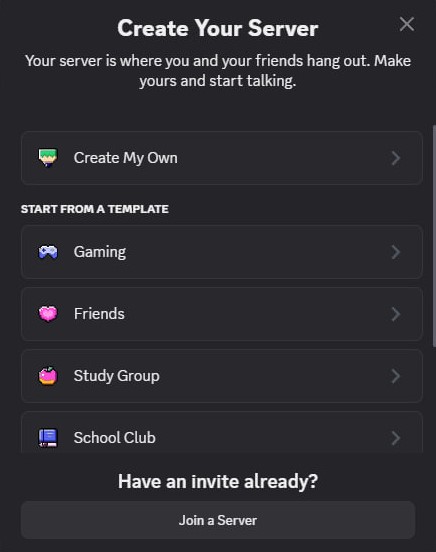 Create Your Server
Your server is where you and your friends hang out. Make
yours and start talking.
Create My Own
START FROM A TEMPLATE
Gaming
Friends
Study Group
School Club
Have an invite already?
Join a Server